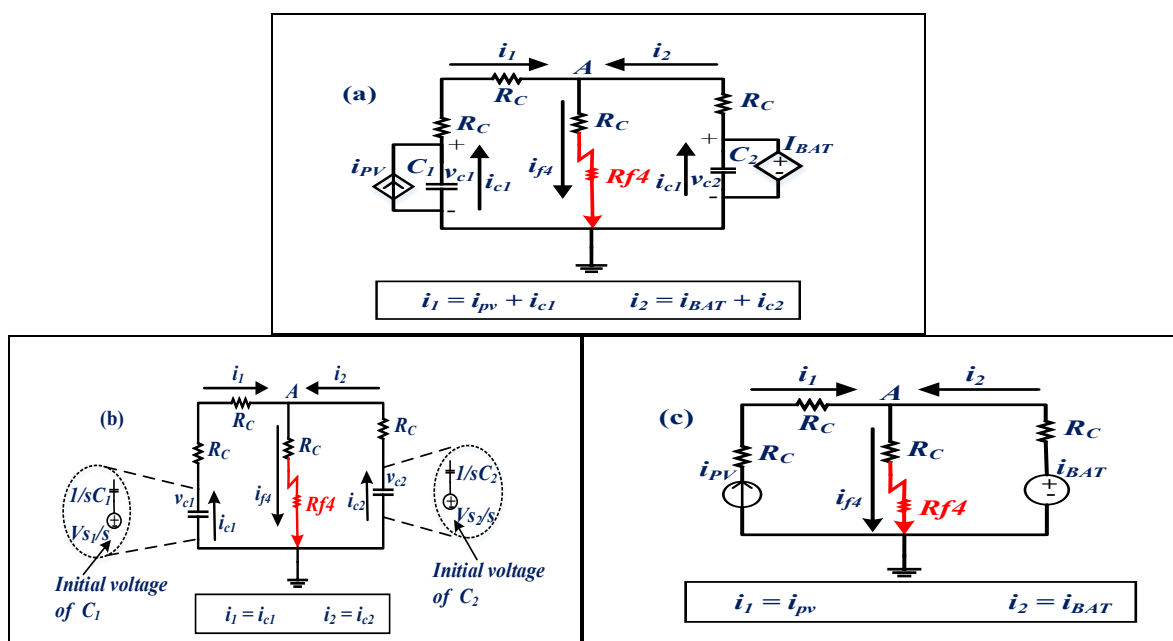 i1 i2
A
(a) RC
RC RC RC
iPV C1 vc1 ic1 if4 Rf4 ic1 vc2 C2 IBAT
+ + +
- - -
i1 = ipv + ic1 i2 = iBAT + ic2
i1 i2
A
(b) RC
RC RC RC
1/sC1 vc1 ic1 if4 Rf4 ic2 vc2 1/sC2
Vs1/s Vs2/s
Initial voltage
of C1
Initial voltage
of C2
i1 = ic1 i2 = ic2
i1 i2
A
(c) RC
RC RC RC
iPV if4 Rf4 iBAT
+
-
i1 = ipv i2 = iBAT